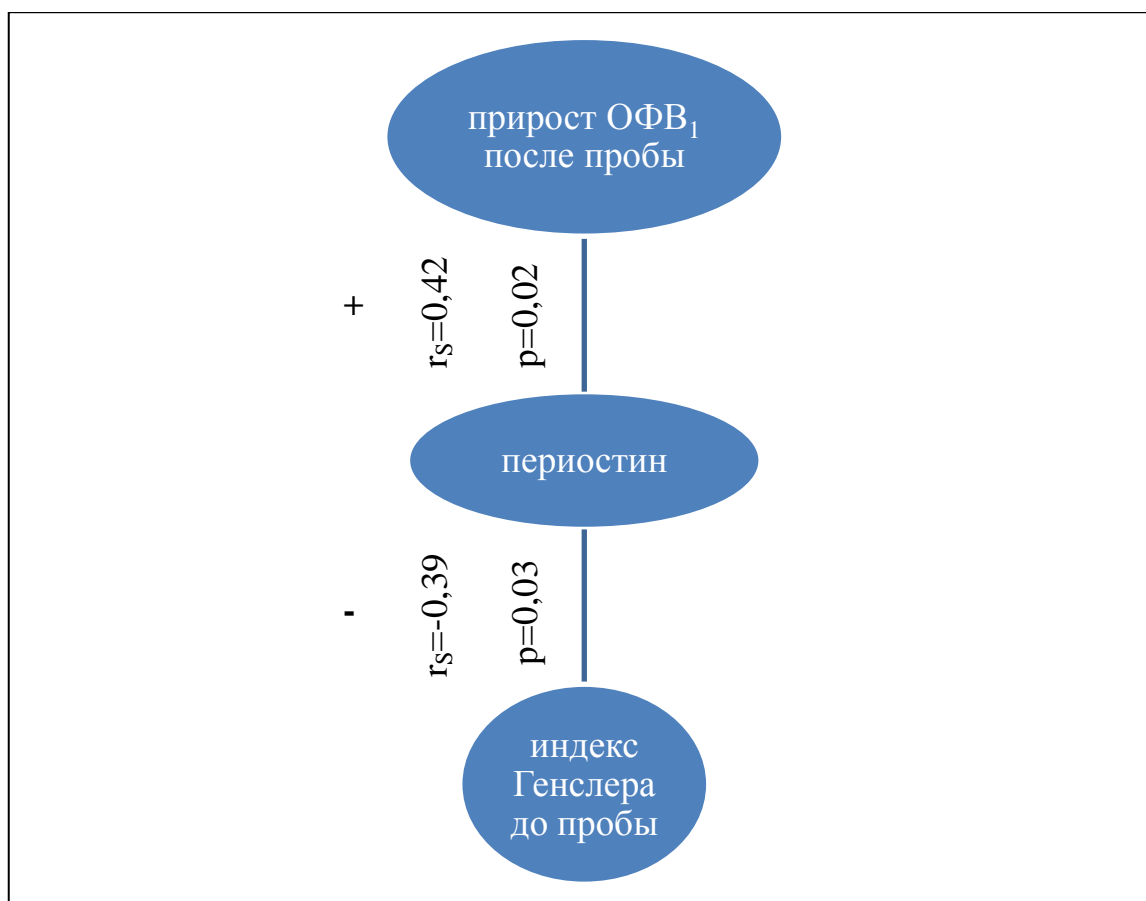 прирост ОФВ₁
после пробы
+
rₛ=0,42
p=0,02
периостин
-
rₛ=-0,39
p=0,03
индекс
Генслера
до пробы